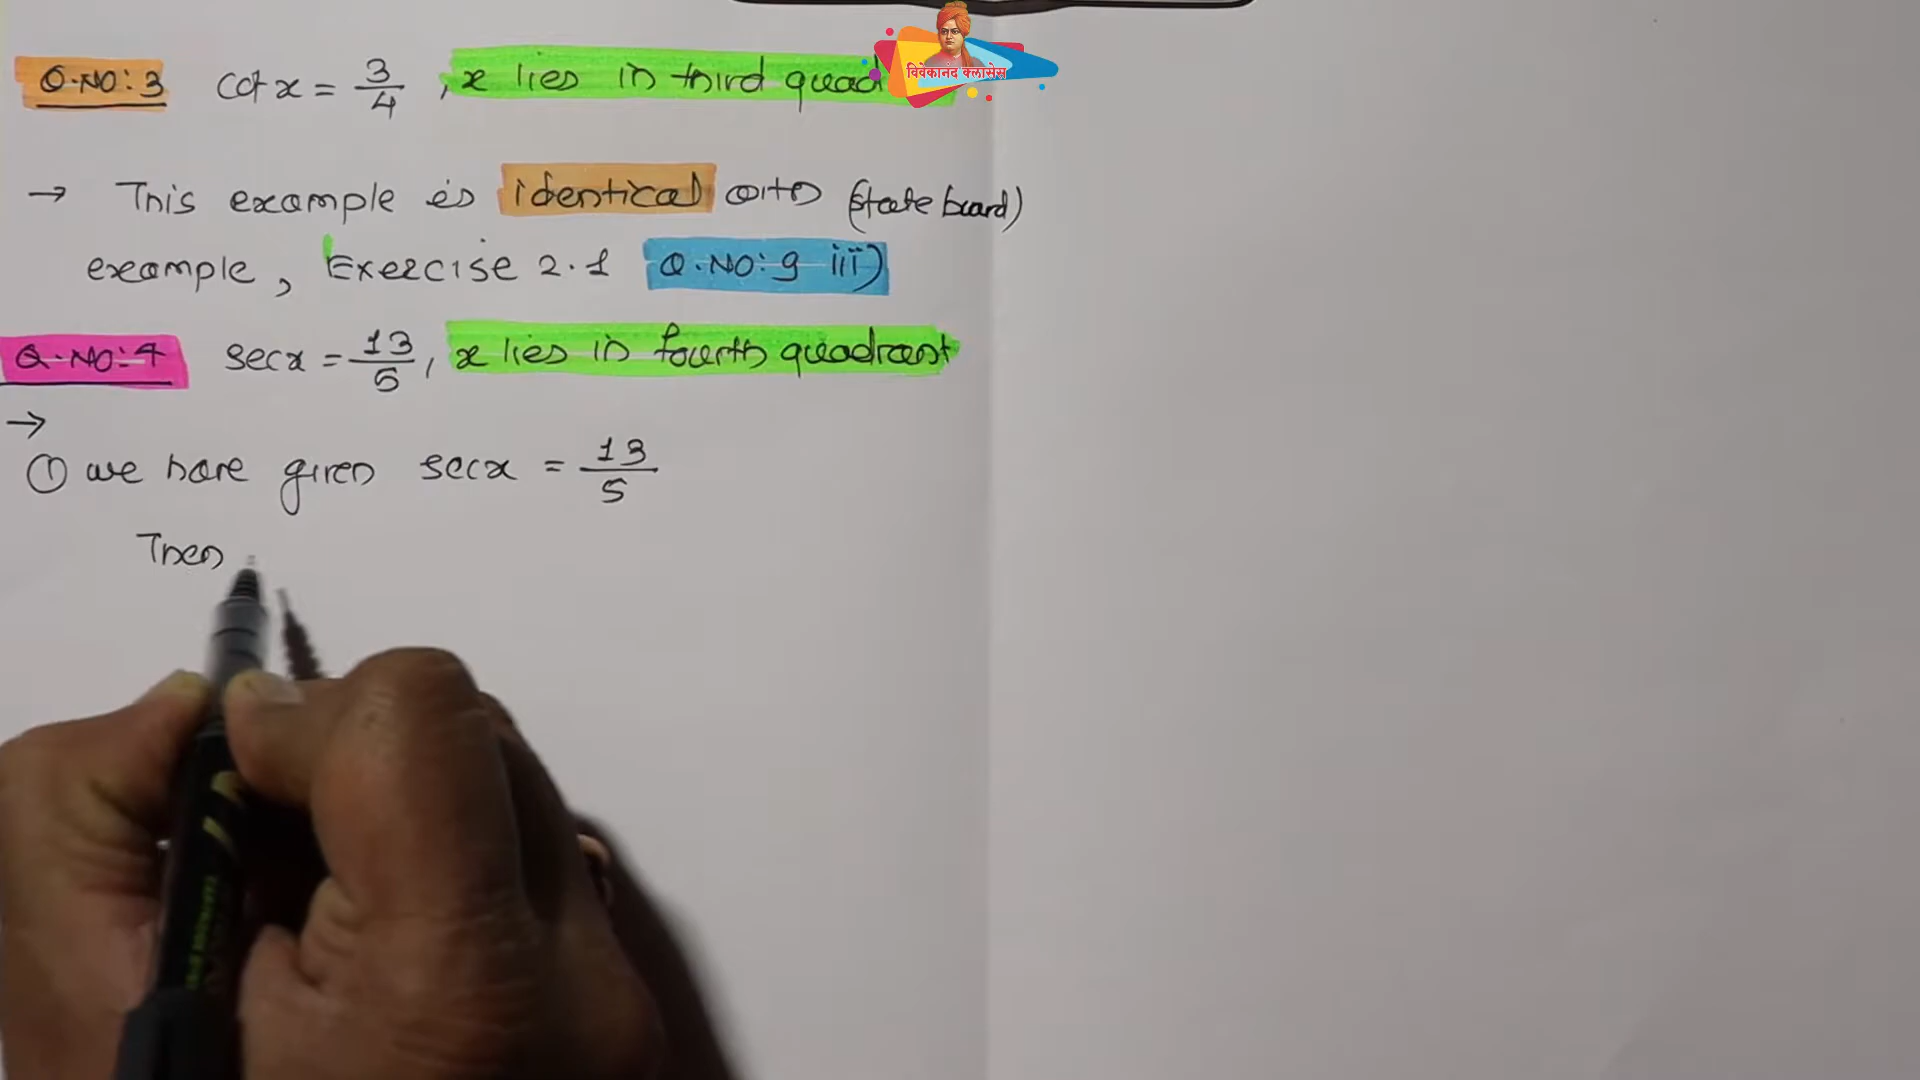 Q.NO:3 cot x = 3/4 , x lies in third quad
विवेकानंद क्लासेस
→ This example is identical with (State board)
example, Exercise 2.1 Q.NO: 9 iii)
Q.NO:4 sec x = 13/5 , x lies in fourth quadrant
→
① we have given sec x = 13/5
Then